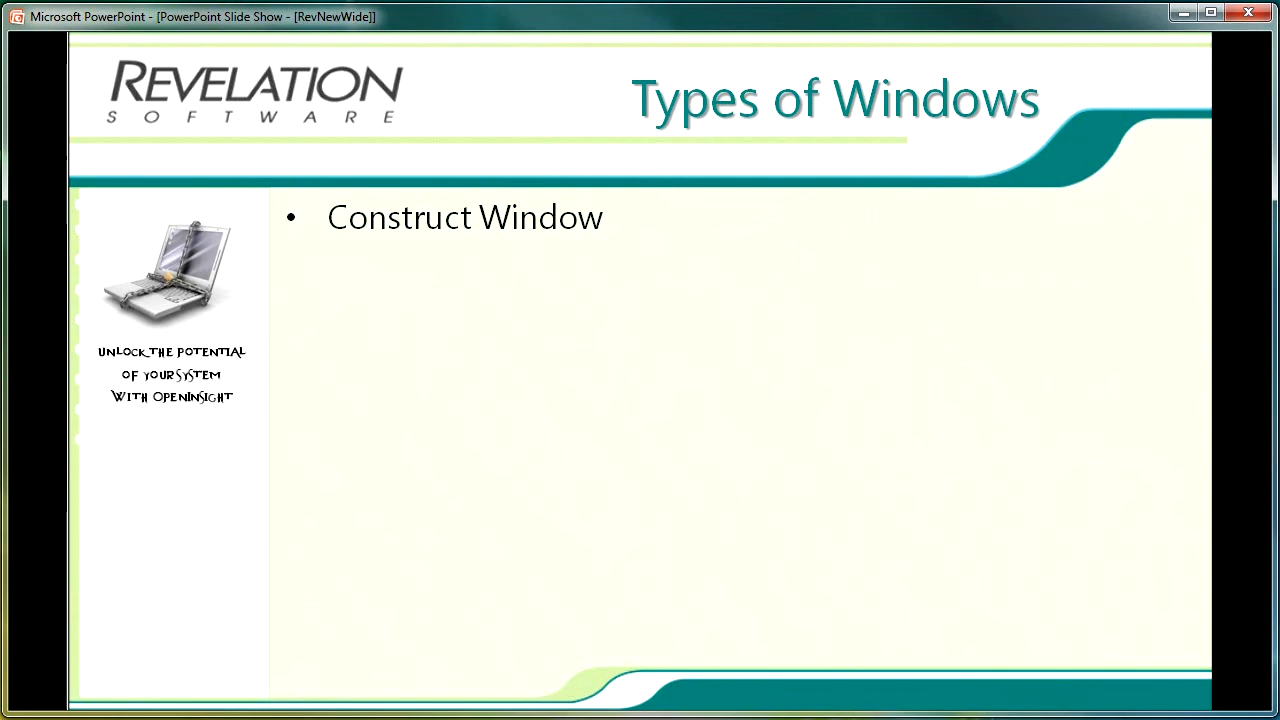 Microsoft PowerPoint - [PowerPoint Slide Show - [RevNewWide]]
REVELATION
SOFTWARE
Types of Windows
• Construct Window
UNLOCK THE POTENTIAL
OF YOUR SYSTEM
WITH OPENINSIGHT